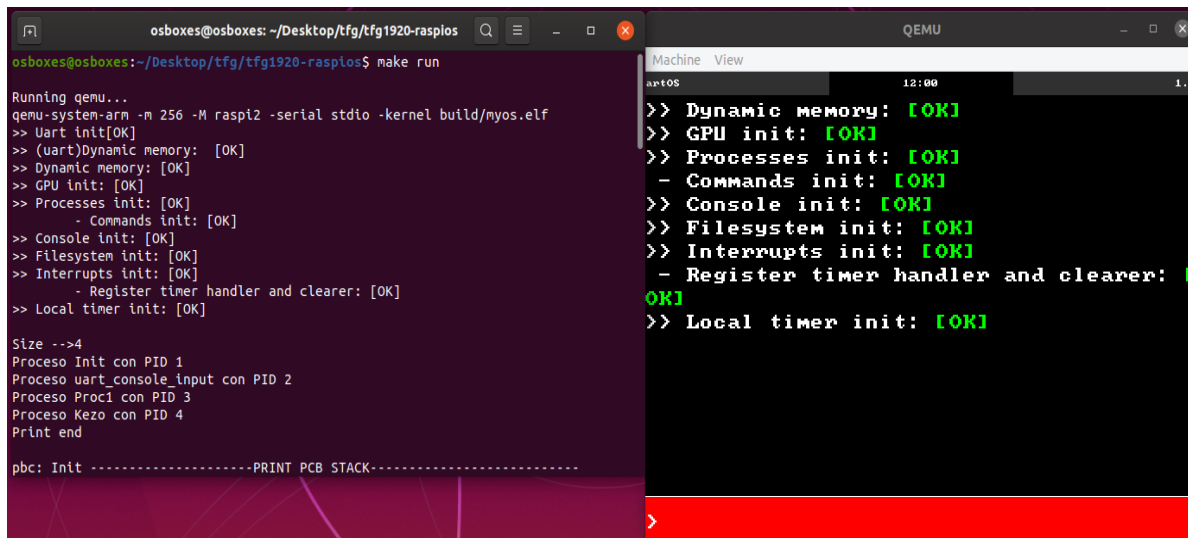 osboxes@osboxes: ~/Desktop/tfg/tfg1920-raspios
osboxes@osboxes:~/Desktop/tfg/tfg1920-raspios$ make run
Running qemu...
qemu-system-arm -m 256 -M raspi2 -serial stdio -kernel build/myos.elf
>> Uart init[OK]
>> (uart)Dynamic memory:  [OK]
>> Dynamic memory: [OK]
>> GPU init: [OK]
>> Processes init: [OK]
- Commands init: [OK]
>> Console init: [OK]
>> Filesystem init: [OK]
>> Interrupts init: [OK]
- Register timer handler and clearer: [OK]
>> Local timer init: [OK]
Size -->4
Proceso Init con PID 1
Proceso uart_console_input con PID 2
Proceso Proc1 con PID 3
Proceso Kezo con PID 4
Print end
pbc: Init ---------------------PRINT PCB STACK---------------------------
QEMU
Machine View
artOS 12:00 1.
>> Dynamic memory: [OK]
>> GPU init: [OK]
>> Processes init: [OK]
- Commands init: [OK]
>> Console init: [OK]
>> Filesystem init: [OK]
>> Interrupts init: [OK]
- Register timer handler and clearer: [
OK]
>> Local timer init: [OK]
>